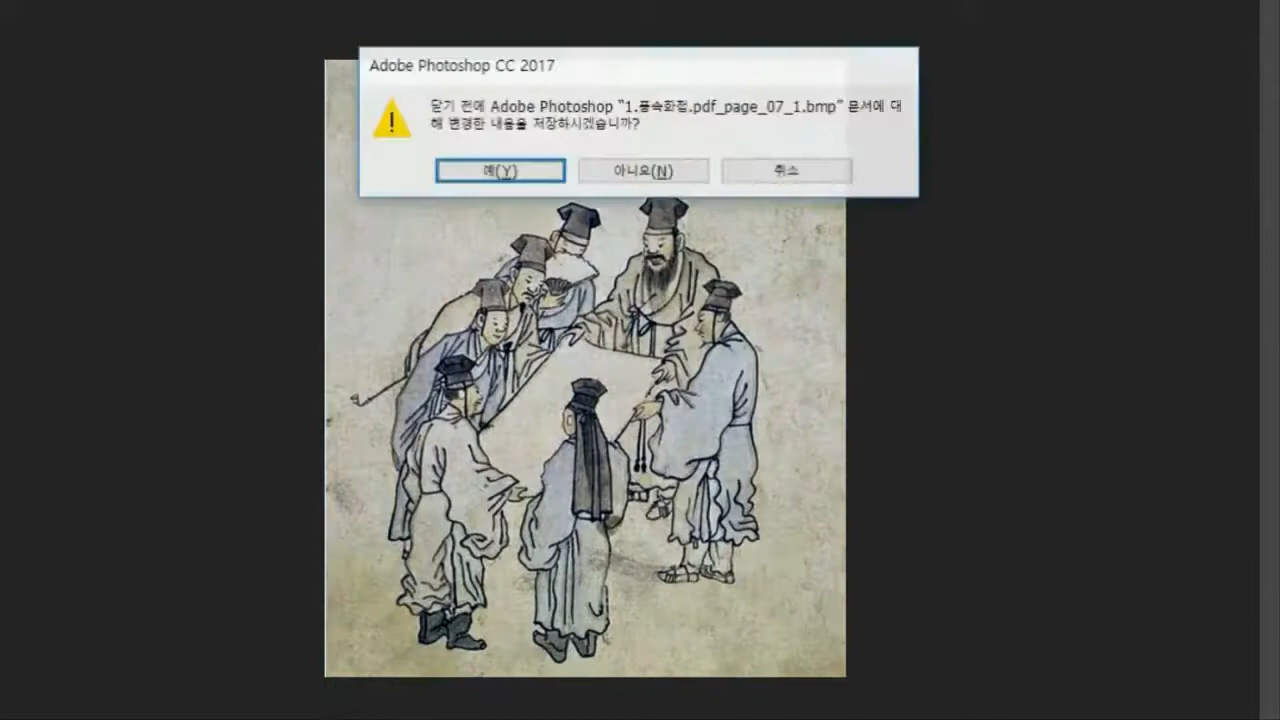 Adobe Photoshop CC 2017
닫기 전에 Adobe Photoshop “1.풍속화첩.pdf_page_07_1.bmp” 문서에 대
해 변경한 내용을 저장하시겠습니까?
예(Y) 아니요(N) 취소